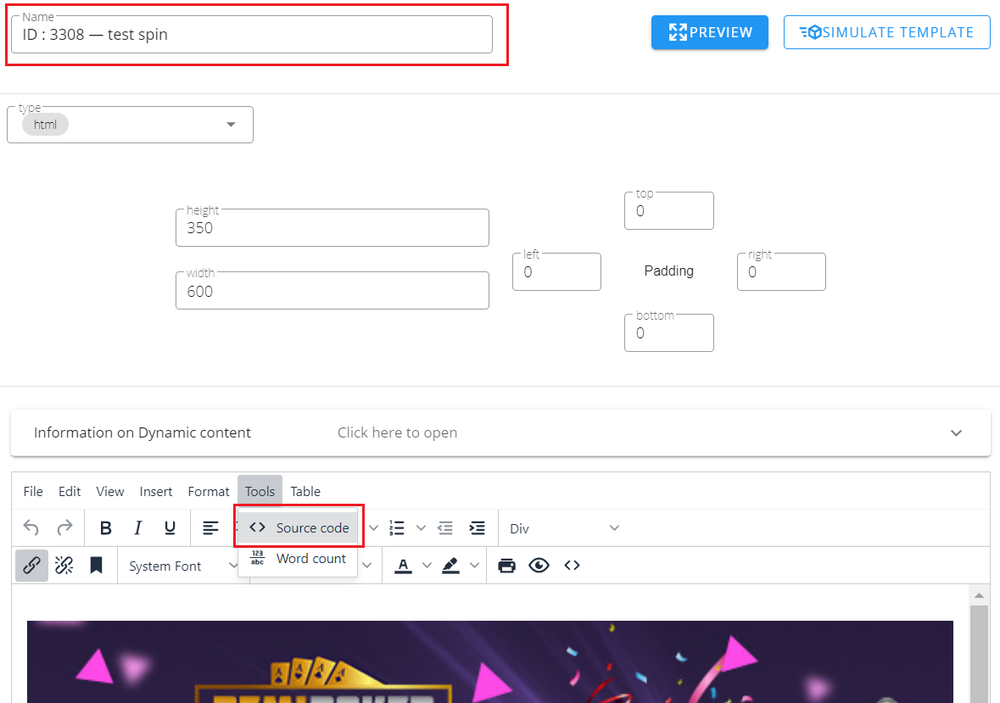 Name
ID : 3308 — test spin
PREVIEW
SIMULATE TEMPLATE
type
html
height
350
width
600
top
0
left
0
Padding
right
0
bottom
0
Information on Dynamic content
Click here to open
File Edit View Insert Format Tools Table
B I U
Source code
Div
Word count
System Font
A